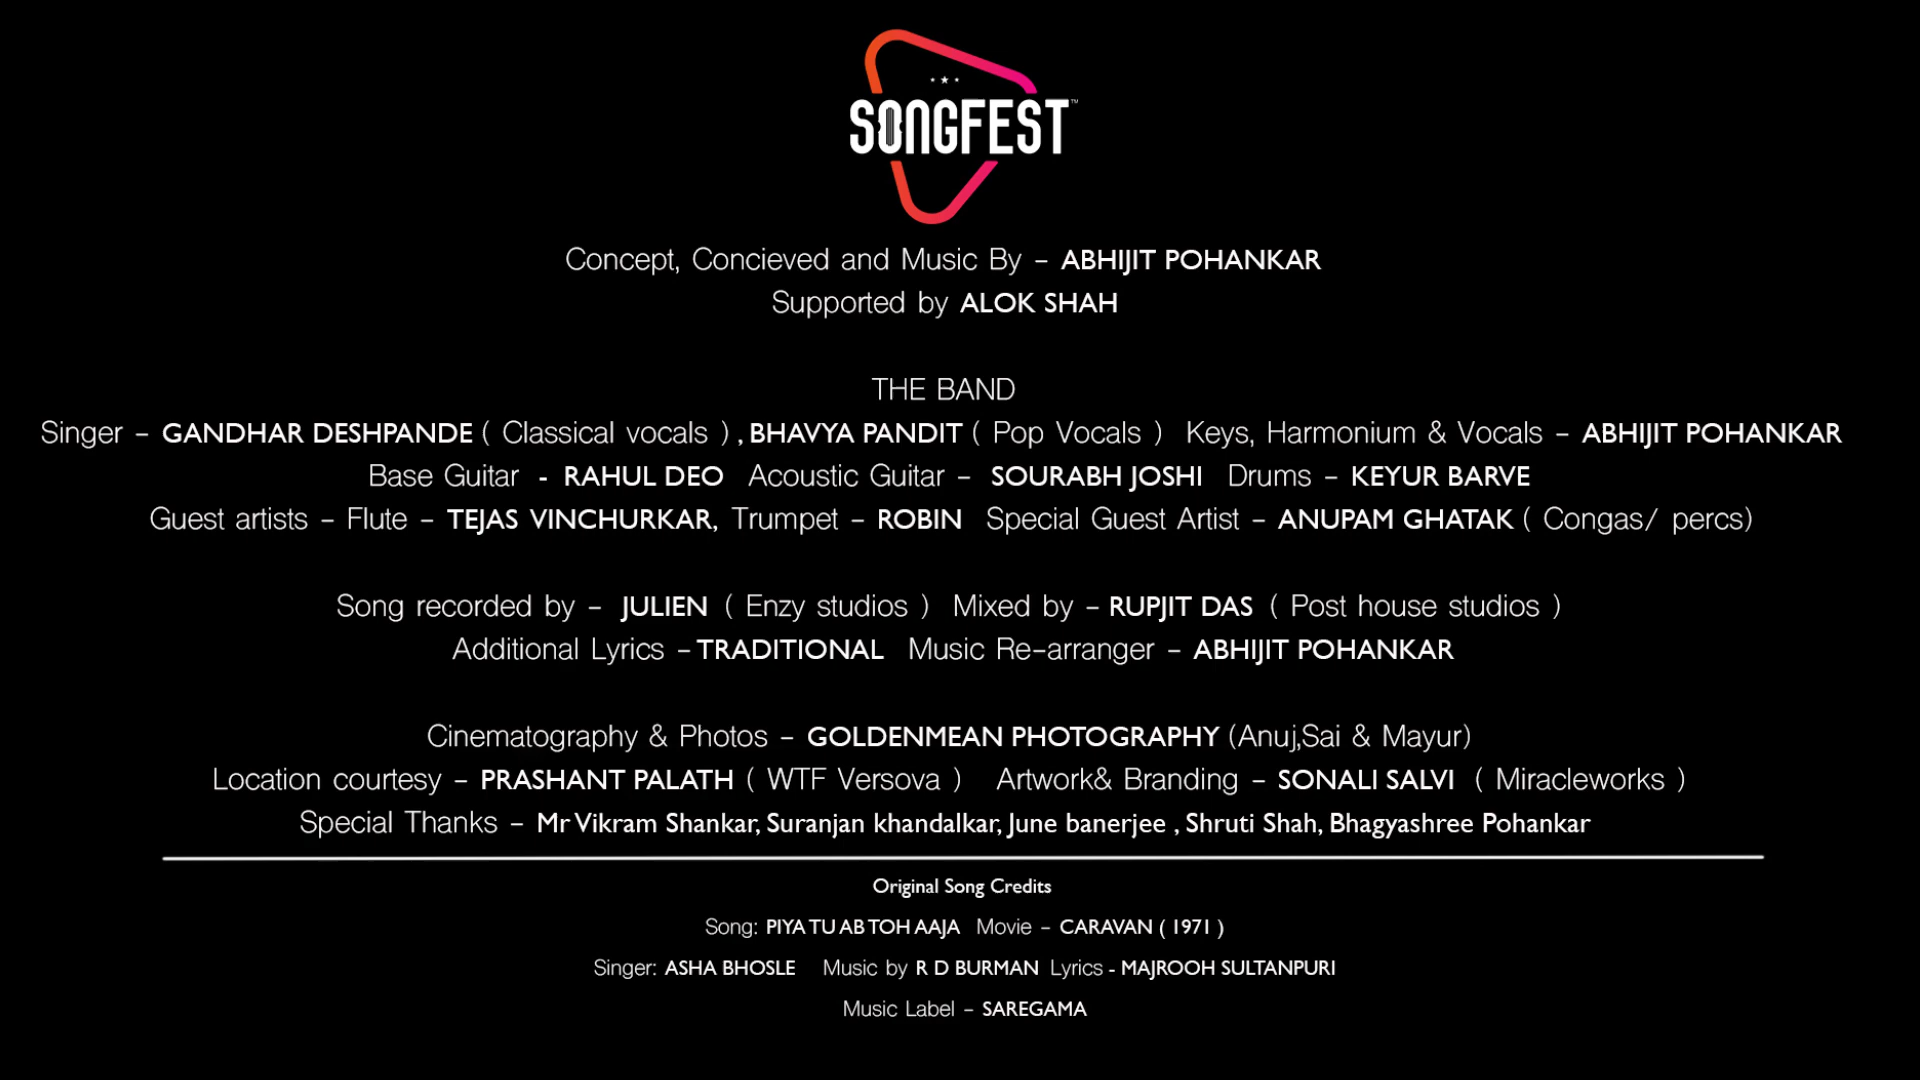 SONGFEST™
Concept, Concieved and Music By - ABHIJIT POHANKAR
Supported by ALOK SHAH
THE BAND
Singer - GANDHAR DESHPANDE ( Classical vocals ) , BHAVYA PANDIT ( Pop Vocals ) Keys, Harmonium & Vocals - ABHIJIT POHANKAR
Base Guitar - RAHUL DEO Acoustic Guitar - SOURABH JOSHI Drums - KEYUR BARVE
Guest artists - Flute - TEJAS VINCHURKAR, Trumpet - ROBIN Special Guest Artist - ANUPAM GHATAK ( Congas/ percs)
Song recorded by - JULIEN ( Enzy studios ) Mixed by - RUPJIT DAS ( Post house studios )
Additional Lyrics - TRADITIONAL Music Re-arranger - ABHIJIT POHANKAR
Cinematography & Photos - GOLDENMEAN PHOTOGRAPHY (Anuj,Sai & Mayur)
Location courtesy - PRASHANT PALATH ( WTF Versova ) Artwork& Branding - SONALI SALVI ( Miracleworks )
Special Thanks - Mr Vikram Shankar, Suranjan khandalkar, June banerjee , Shruti Shah, Bhagyashree Pohankar
Original Song Credits
Song: PIYA TU AB TOH AAJA Movie - CARAVAN ( 1971 )
Singer: ASHA BHOSLE Music by R D BURMAN Lyrics - MAJROOH SULTANPURI
Music Label - SAREGAMA